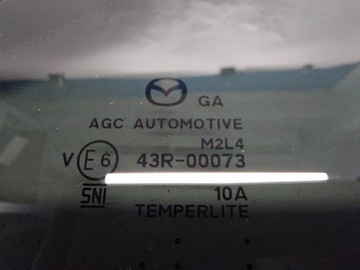 GA
AGC AUTOMOTIVE
M2L4
V E6 43R-00073
SNI 10A
TEMPERLITE